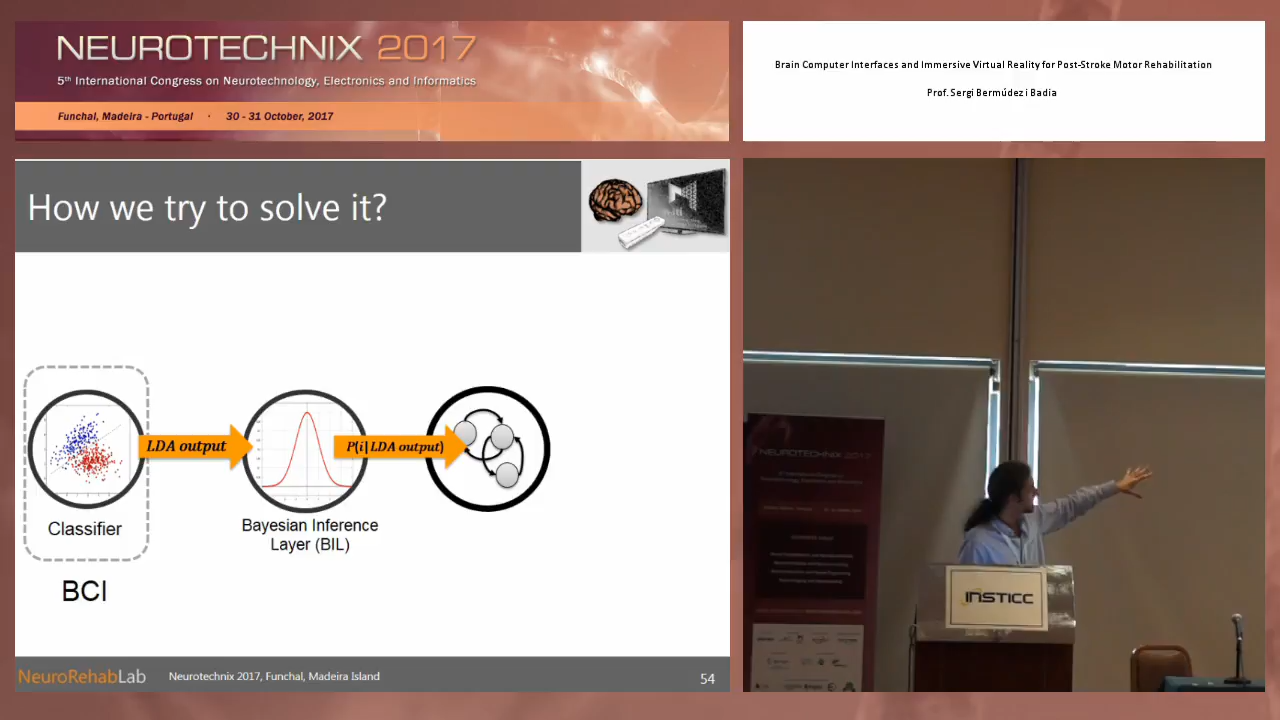 NEUROTECHNIX 2017
5th International Congress on Neurotechnology, Electronics and Informatics
Funchal, Madeira - Portugal · 30 - 31 October, 2017
Brain Computer Interfaces and Immersive Virtual Reality for Post-Stroke Motor Rehabilitation
Prof. Sergi Bermúdez i Badia
How we try to solve it?
LDA output
P(i|LDA output)
Classifier
Bayesian Inference
Layer (BIL)
BCI
NeuroRehabLab
Neurotechnix 2017, Funchal, Madeira Island
54
NEUROTECHNIX 2017
INSTICC